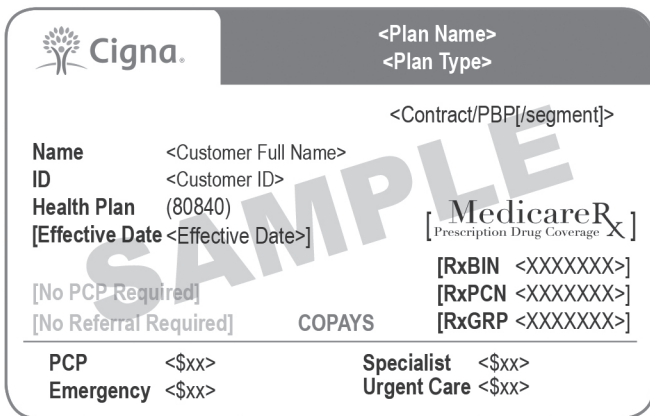 Cigna®
<Plan Name>
<Plan Type>
<Contract/PBP[/segment]>
Name <Customer Full Name>
ID <Customer ID>
Health Plan (80840)
[Effective Date <Effective Date>]
[MedicareRx
Prescription Drug Coverage]
[RxBIN <XXXXXXX>]
[RxPCN <XXXXXXX>]
[RxGRP <XXXXXXX>]
[No PCP Required]
[No Referral Required]
COPAYS
PCP <$xx>
Specialist <$xx>
Emergency <$xx>
Urgent Care <$xx>
SAMPLE